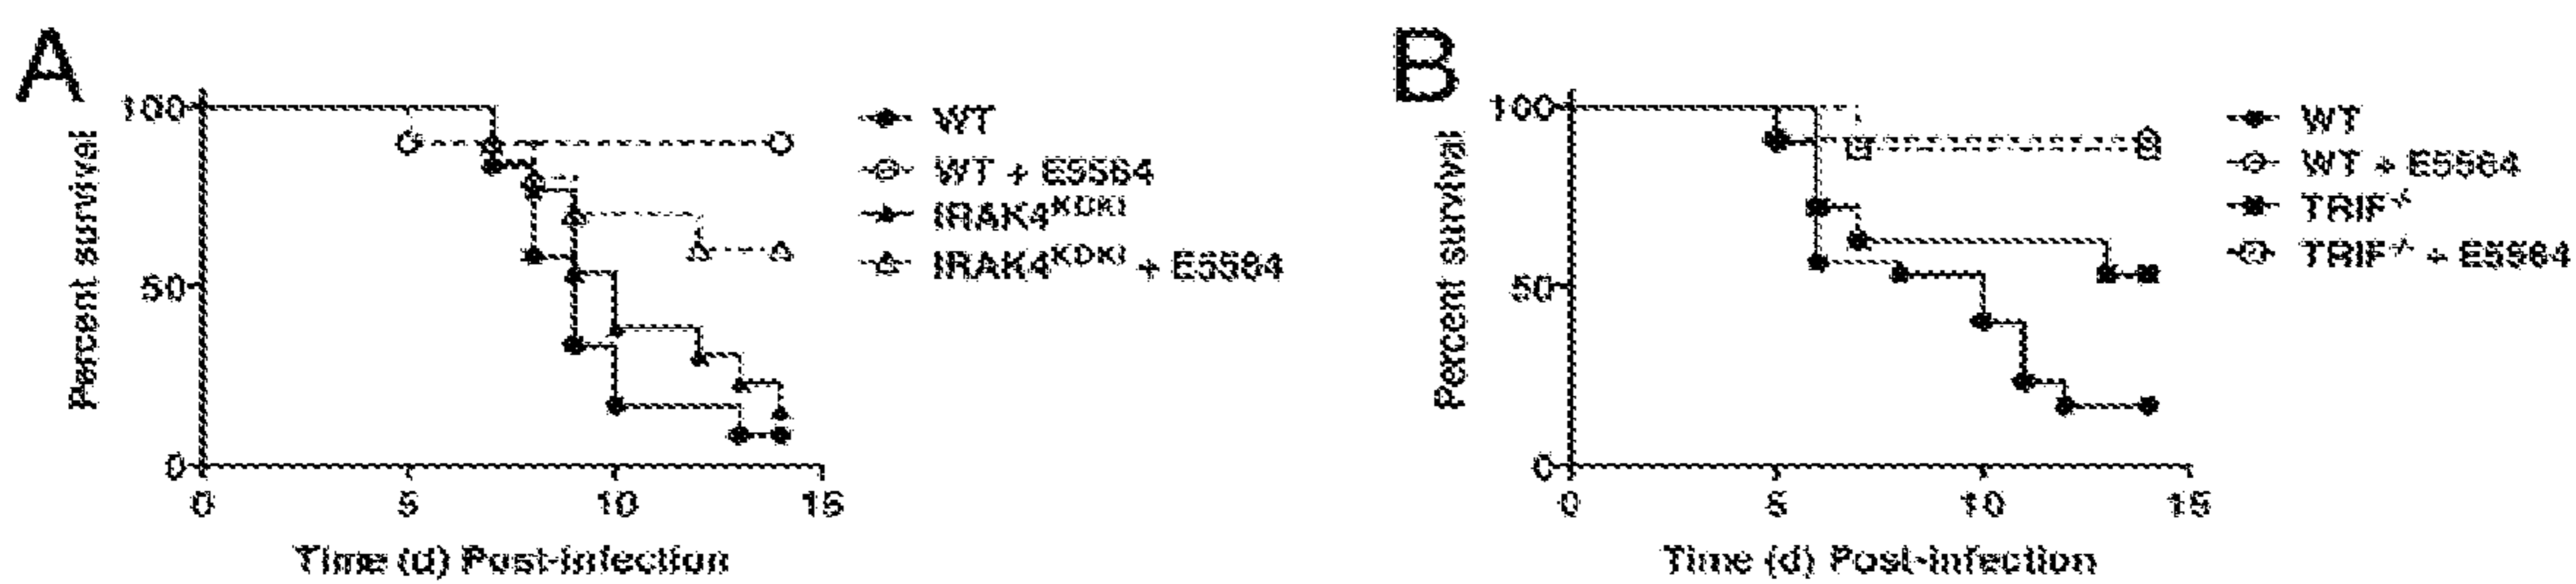 A
100
50
0
0
5
10
15
Percent survival
Time (d) Post-infection
WT
WT + E5564
IRAK4KDKI
IRAK4KDKI + E5564
B
100
50
0
0
5
10
15
Percent survival
Time (d) Post-infection
WT
WT + E5564
TRIF-/-
TRIF-/- + E5564